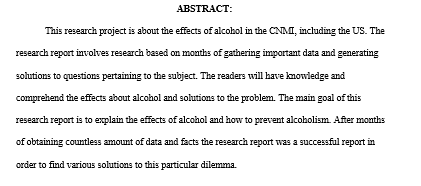 ABSTRACT:
This research project is about the effects of alcohol in the CNMI, including the US. The
research report involves research based on months of gathering important data and generating
solutions to questions pertaining to the subject. The readers will have knowledge and
comprehend the effects about alcohol and solutions to the problem. The main goal of this
research report is to explain the effects of alcohol and how to prevent alcoholism. After months
of obtaining countless amount of data and facts the research report was a successful report in
order to find various solutions to this particular dilemma.